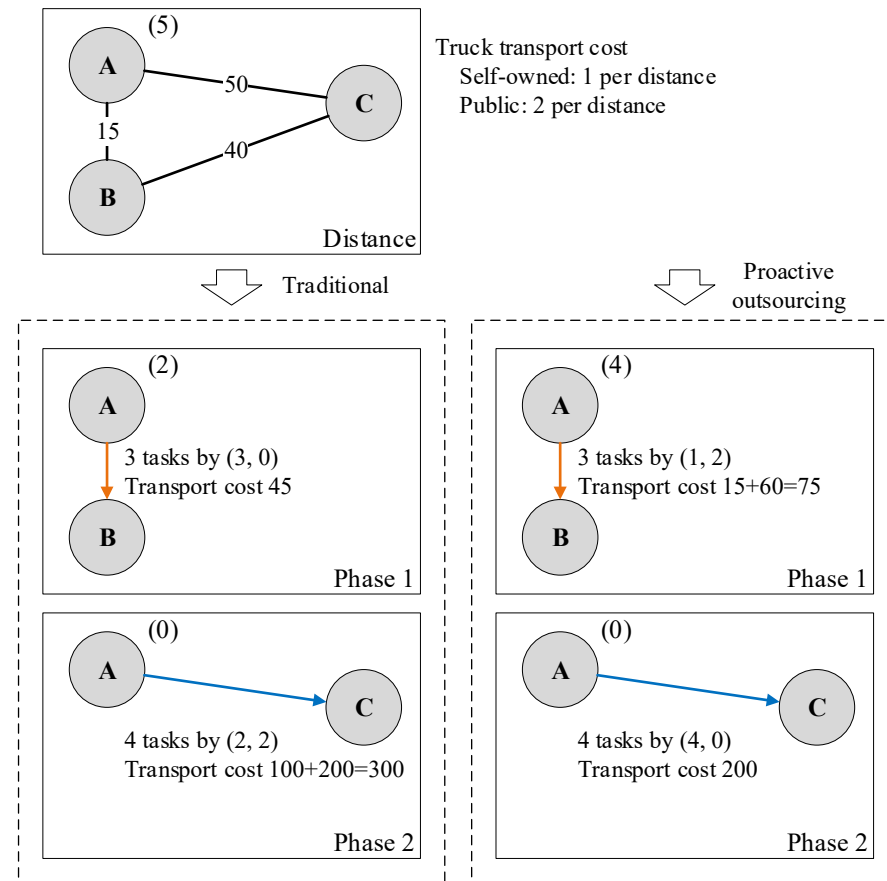 (5)
A
50
C
15
40
B
Distance
Truck transport cost
Self-owned: 1 per distance
Public: 2 per distance
Traditional
Proactive
outsourcing
(2)
A
3 tasks by (3, 0)
Transport cost 45
B
Phase 1
(0)
A
C
4 tasks by (2, 2)
Transport cost 100+200=300
Phase 2
(4)
A
3 tasks by (1, 2)
Transport cost 15+60=75
B
Phase 1
(0)
A
C
4 tasks by (4, 0)
Transport cost 200
Phase 2